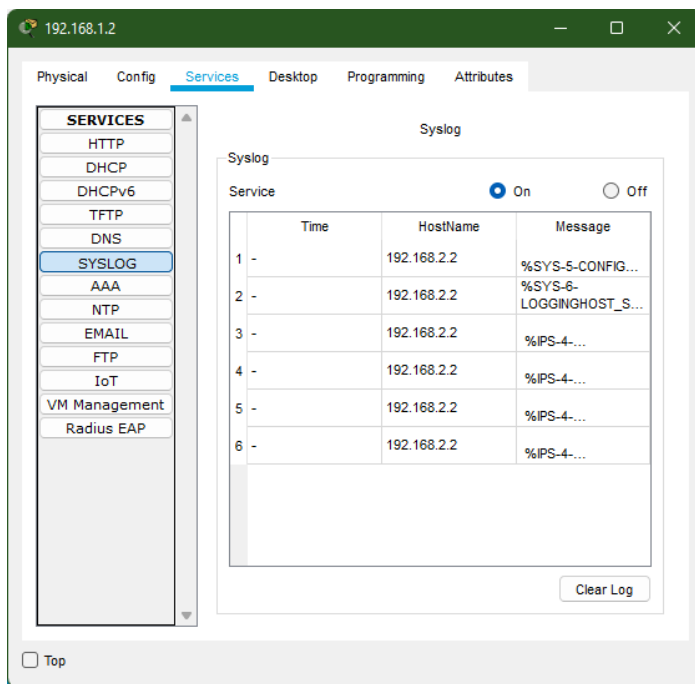 192.168.1.2
Physical Config Services Desktop Programming Attributes
SERVICES
HTTP
DHCP
DHCPv6
TFTP
DNS
SYSLOG
AAA
NTP
EMAIL
FTP
IoT
VM Management
Radius EAP
Syslog
Syslog
Service On Off
Time HostName Message
1 - 192.168.2.2 %SYS-5-CONFIG...
2 - 192.168.2.2 %SYS-6-
LOGGINGHOST_S...
3 - 192.168.2.2 %IPS-4-...
4 - 192.168.2.2 %IPS-4-...
5 - 192.168.2.2 %IPS-4-...
6 - 192.168.2.2 %IPS-4-...
Clear Log
Top